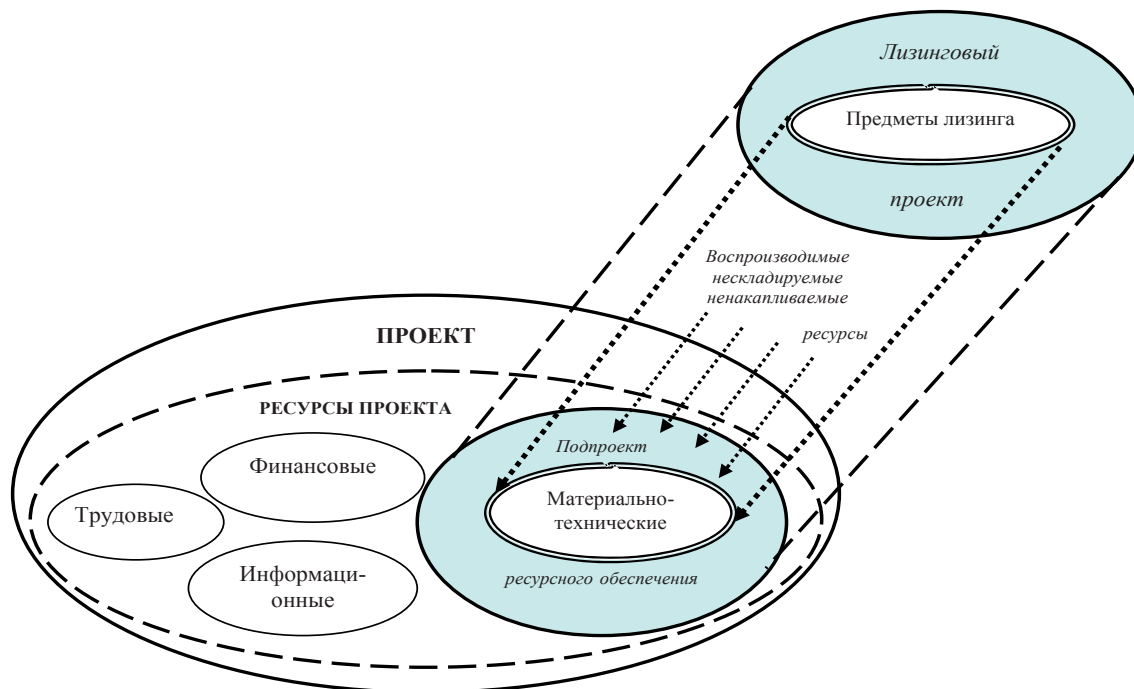 Лизинговый
Предметы лизинга
проект
Воспроизводимые
нескладируемые
ненакапливаемые
ресурсы
ПРОЕКТ
РЕСУРСЫ ПРОЕКТА
Финансовые
Трудовые
Информаци-
онные
Подпроект
Материально-
технические
ресурсного обеспечения